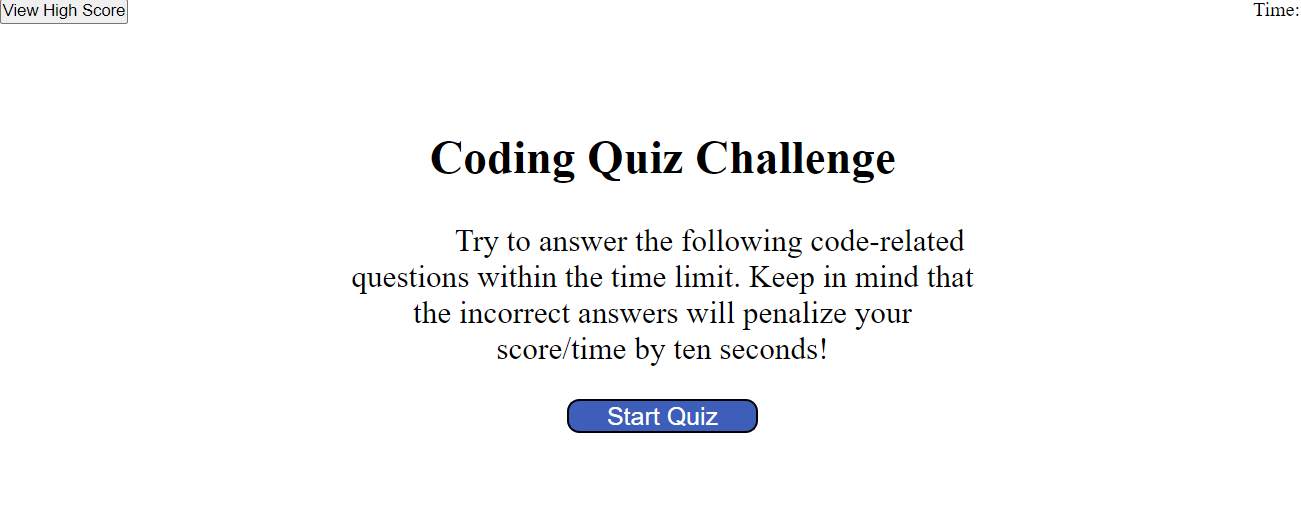 View High Score
Time:
Coding Quiz Challenge
Try to answer the following code-related
questions within the time limit. Keep in mind that
the incorrect answers will penalize your
score/time by ten seconds!
Start Quiz